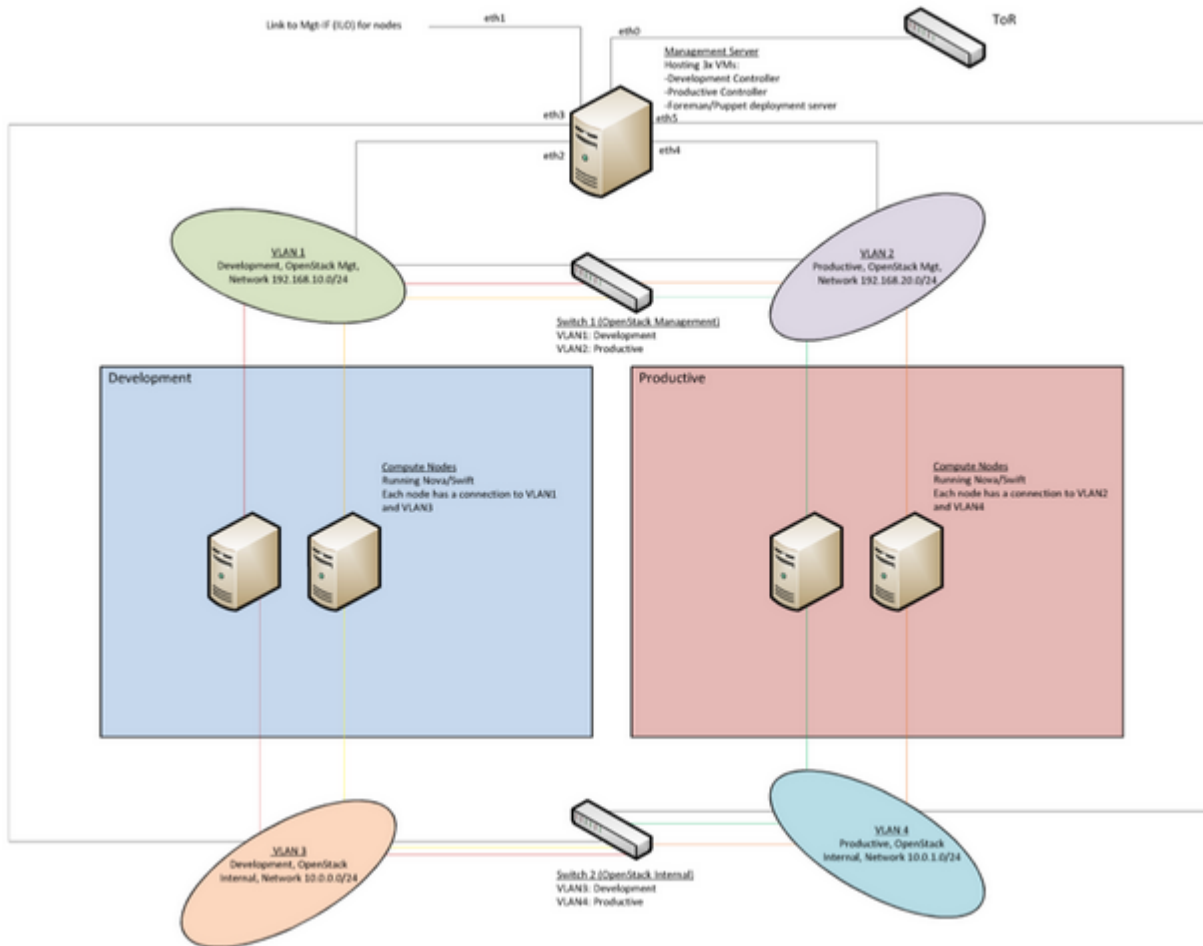 Link to Mgt-IF (ILO) for nodes
eth1
eth0
ToR
Management Server
Hosting 3x VMs:
-Development Controller
-Productive Controller
-Foreman/Puppet deployment server
eth3
eth5
eth2
eth4
VLAN 1
Development, OpenStack Mgt,
Network 192.168.10.0/24
VLAN 2
Productive, OpenStack Mgt,
Network 192.168.20.0/24
Switch 1 (OpenStack Management)
VLAN1: Development
VLAN2: Productive
Development
Productive
Compute Nodes
Running Nova/Swift
Each node has a connection to VLAN1
and VLAN3
Compute Nodes
Running Nova/Swift
Each node has a connection to VLAN2
and VLAN4
VLAN 3
Development, OpenStack
Internal, Network 10.0.0.0/24
VLAN 4
Productive, OpenStack
Internal, Network 10.0.1.0/24
Switch 2 (OpenStack Internal)
VLAN3: Development
VLAN4: Productive